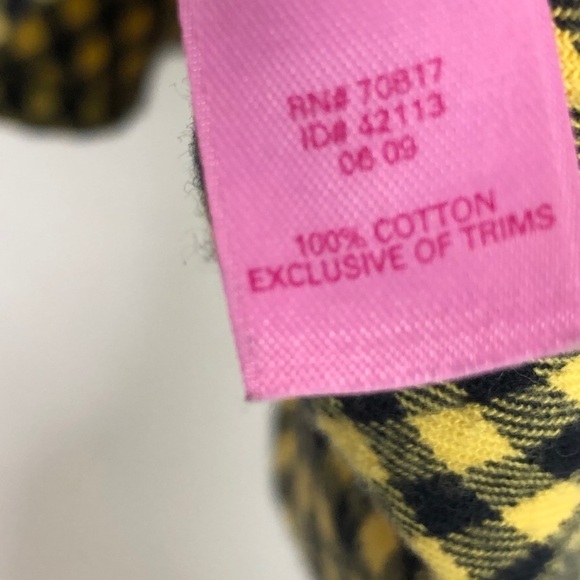 RN# 70817
ID# 42113
06 09
100% COTTON
EXCLUSIVE OF TRIMS